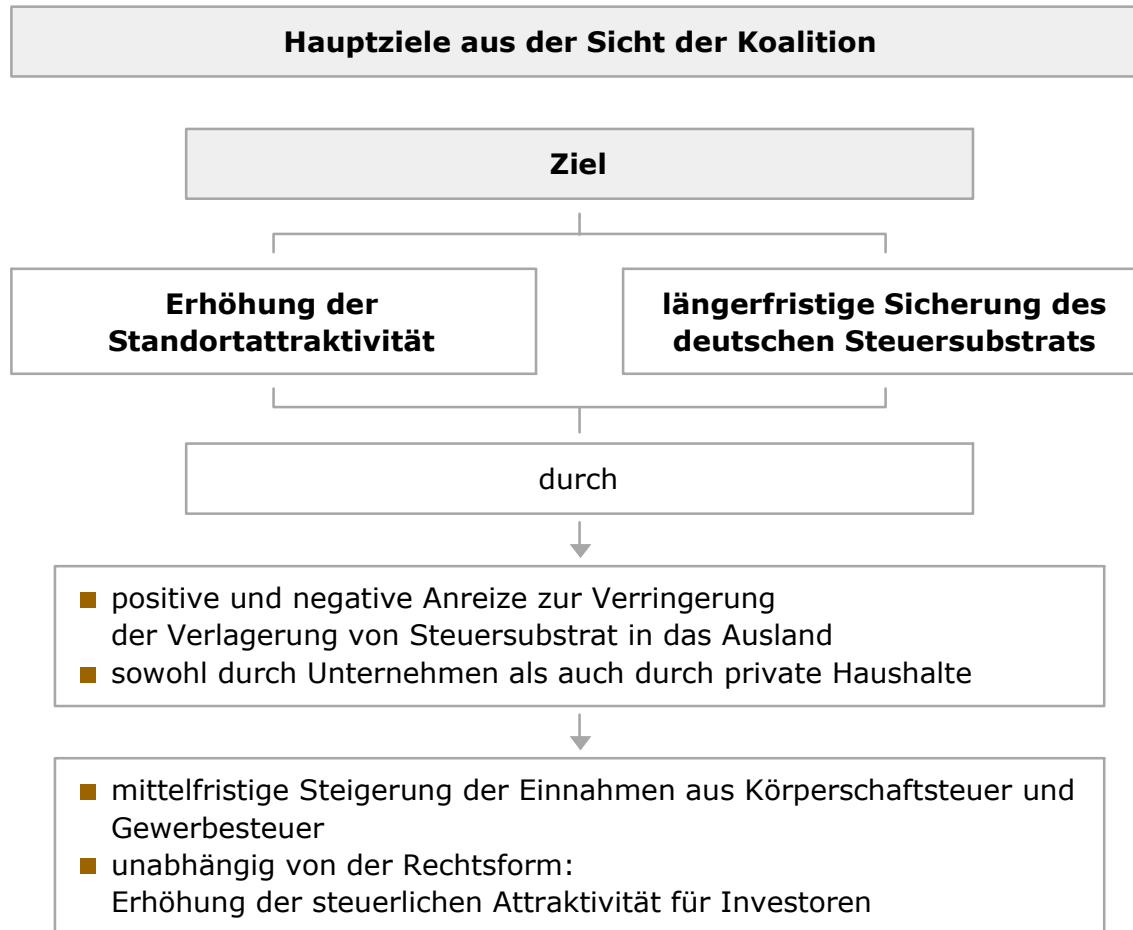 Hauptziele aus der Sicht der Koalition
Ziel
Erhöhung der
Standortattraktivität
längerfristige Sicherung des
deutschen Steuersubstrats
durch
positive und negative Anreize zur Verringerung
der Verlagerung von Steuersubstrat in das Ausland
sowohl durch Unternehmen als auch durch private Haushalte
mittelfristige Steigerung der Einnahmen aus Körperschaftsteuer und
Gewerbesteuer
unabhängig von der Rechtsform:
Erhöhung der steuerlichen Attraktivität für Investoren